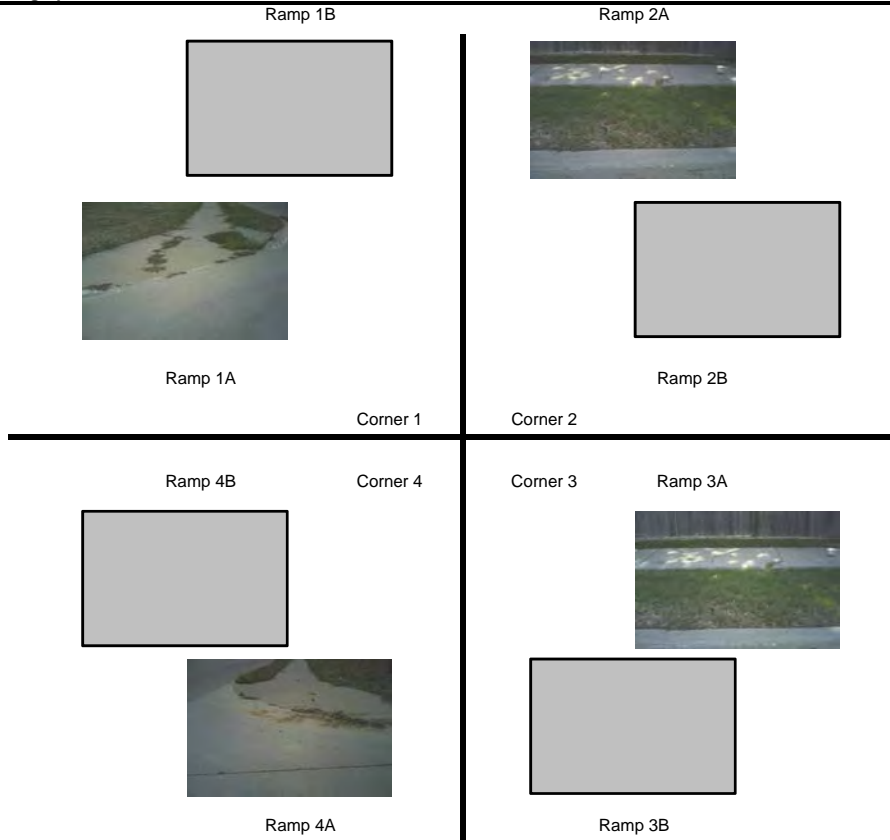 Ramp 1B Ramp 2A
Ramp 1A Ramp 2B
Corner 1 Corner 2
Ramp 4B Corner 4 Corner 3 Ramp 3A
Ramp 4A Ramp 3B